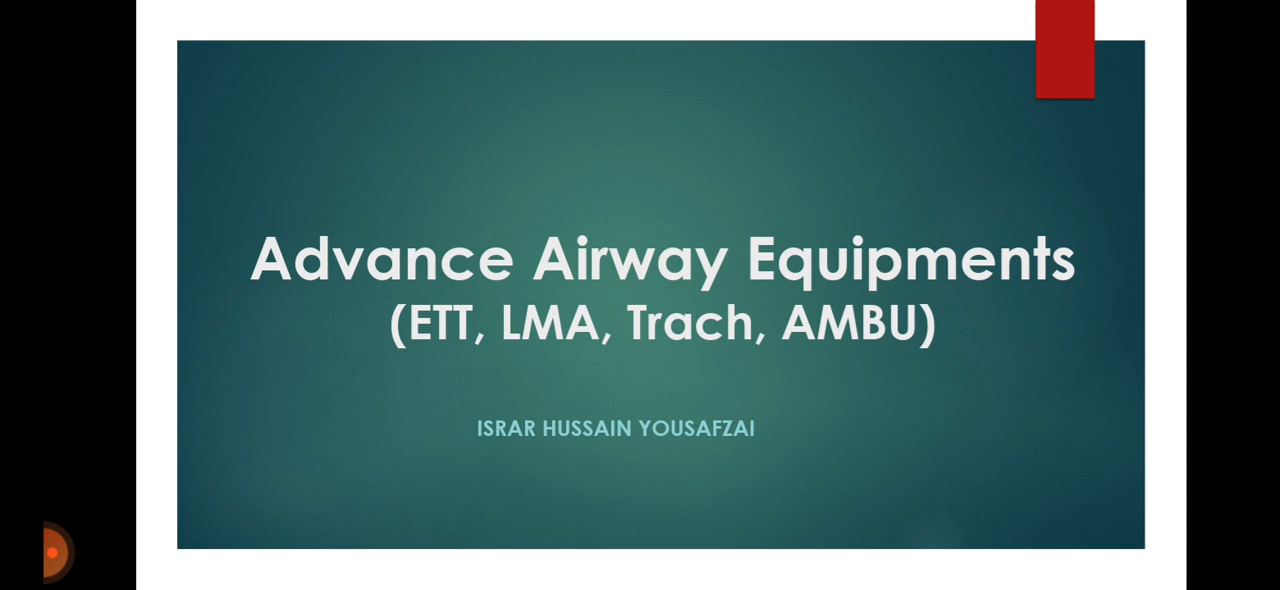 Advance Airway Equipments
(ETT, LMA, Trach, AMBU)
ISRAR HUSSAIN YOUSAFZAI